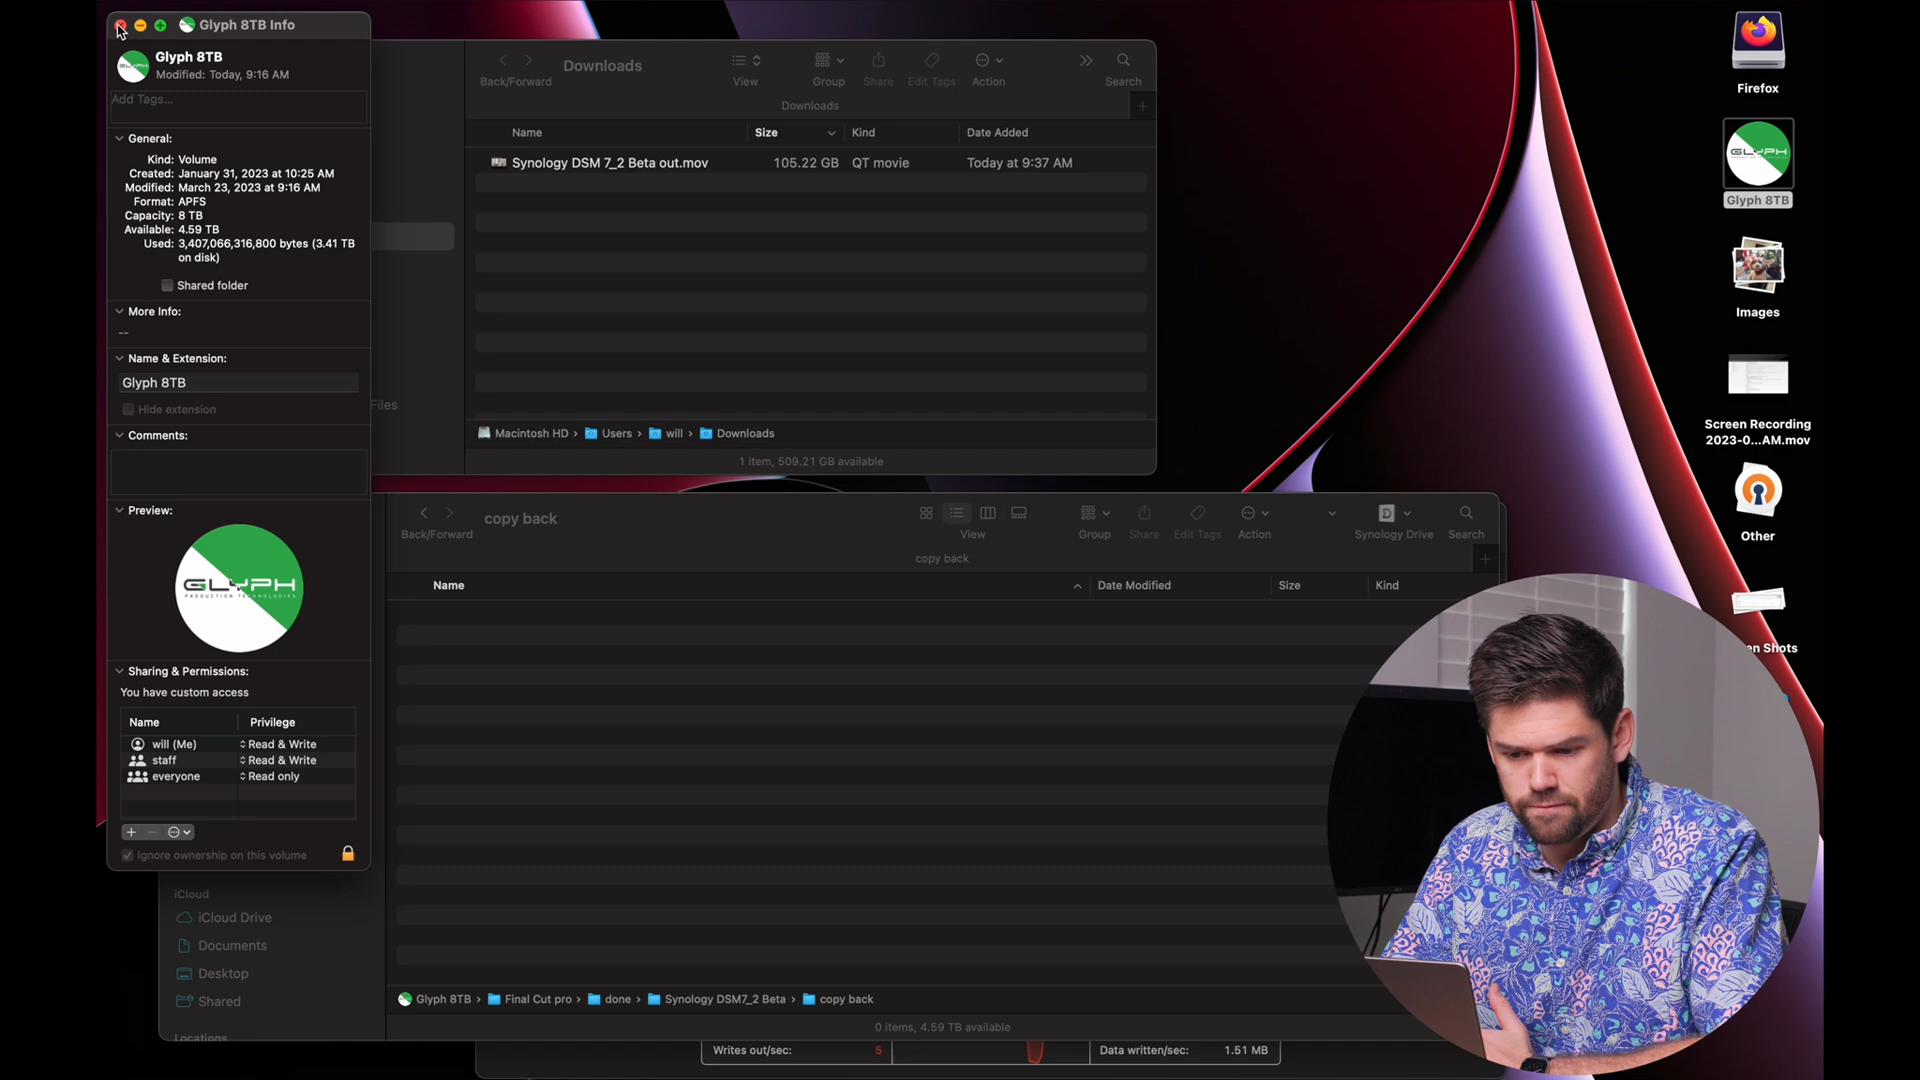 Glyph 8TB Info
Glyph 8TB
Modified: Today, 9:16 AM
Add Tags...
General:
Kind: Volume
Created: January 31, 2023 at 10:25 AM
Modified: March 23, 2023 at 9:16 AM
Format: APFS
Capacity: 8 TB
Available: 4.59 TB
Used: 3,407,066,316,800 bytes (3.41 TB
on disk)
Shared folder
More Info:
--
Name & Extension:
Glyph 8TB
Hide extension
Comments:
Preview:
GLYPH
PRODUCTION TECHNOLOGIES
Sharing & Permissions:
You have custom access
Name Privilege
will (Me) Read & Write
staff Read & Write
everyone Read only
Ignore ownership on this volume
Back/Forward
Downloads
View
Group
Share
Edit Tags
Action
Search
Downloads
Name Size Kind Date Added
Synology DSM 7_2 Beta out.mov 105.22 GB QT movie Today at 9:37 AM
Files
Macintosh HD › Users › will › Downloads
1 item, 509.21 GB available
Back/Forward
copy back
View
Group
Share
Edit Tags
Action
Synology Drive
Search
copy back
Name Date Modified Size Kind
iCloud
iCloud Drive
Documents
Desktop
Shared
Locations
Glyph 8TB › Final Cut pro › done › Synology DSM7_2 Beta › copy back
0 items, 4.59 TB available
Writes out/sec: 5
Data written/sec: 1.51 MB
Firefox
GLYPH
Glyph 8TB
Images
Screen Recording
2023-0...AM.mov
Other
en Shots